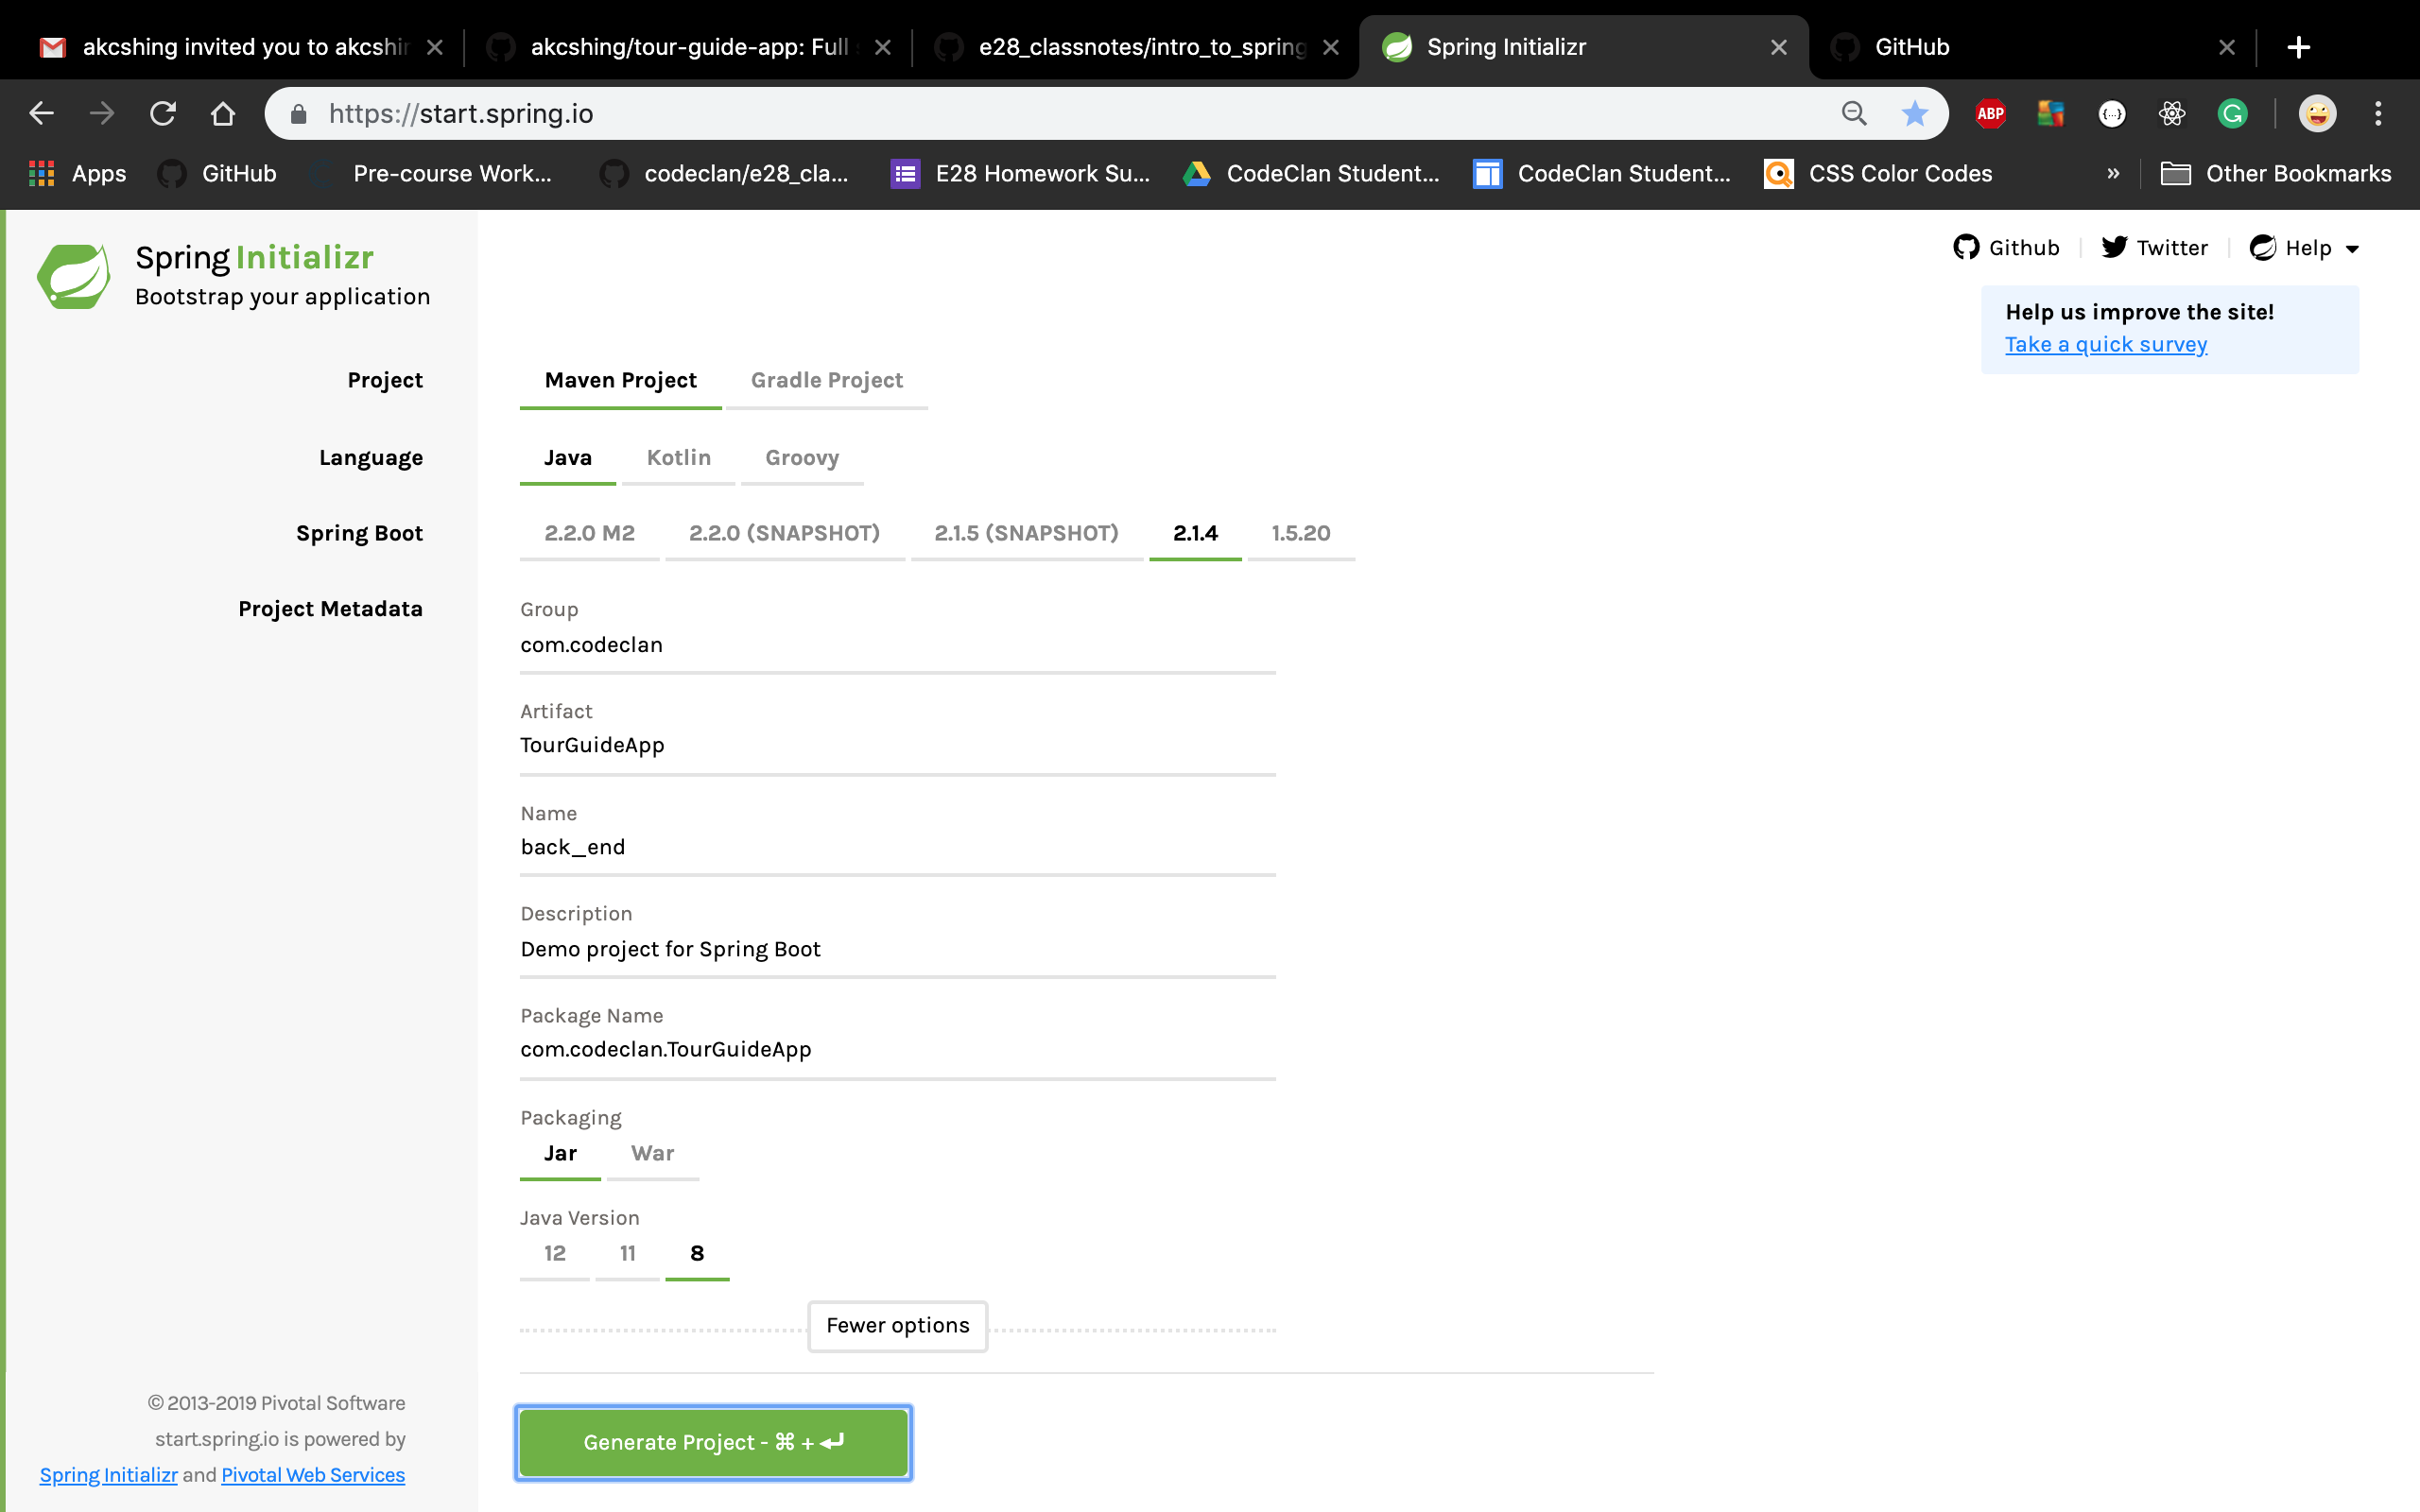 akcshing invited you to akcshin
akcshing/tour-guide-app: Full
e28_classnotes/intro_to_spring
Spring Initializr
GitHub
https://start.spring.io
ABP
Apps
GitHub
Pre-course Work...
codeclan/e28_cla...
E28 Homework Su...
CodeClan Student...
CodeClan Student...
CSS Color Codes
»
Other Bookmarks
Spring Initializr
Bootstrap your application
Github
Twitter
Help
Help us improve the site!
Take a quick survey
Project
Maven Project
Gradle Project
Language
Java
Kotlin
Groovy
Spring Boot
2.2.0 M2
2.2.0 (SNAPSHOT)
2.1.5 (SNAPSHOT)
2.1.4
1.5.20
Project Metadata
Group
com.codeclan
Artifact
TourGuideApp
Name
back_end
Description
Demo project for Spring Boot
Package Name
com.codeclan.TourGuideApp
Packaging
Jar
War
Java Version
12
11
8
Fewer options
© 2013-2019 Pivotal Software
start.spring.io is powered by
Spring Initializr and Pivotal Web Services
Generate Project - ⌘ + ↵